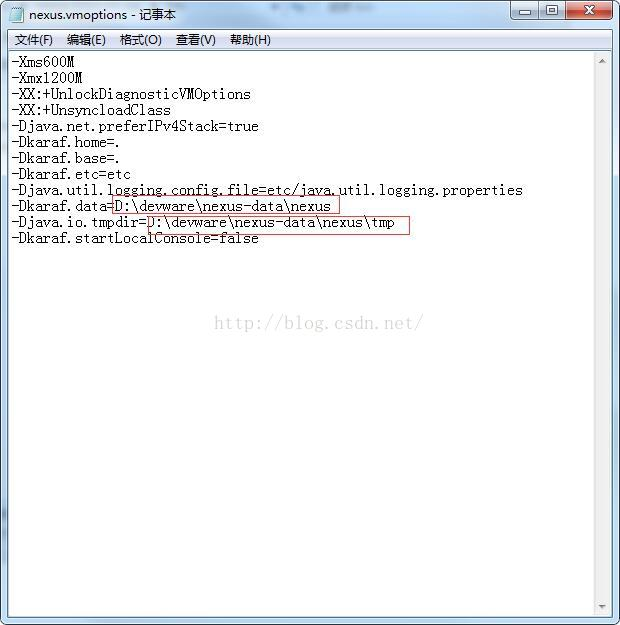 nexus.vmoptions - 记事本
文件(F) 编辑(E) 格式(O) 查看(V) 帮助(H)
-Xms600M
-Xmx1200M
-XX:+UnlockDiagnosticVMOptions
-XX:+UnsyncloadClass
-Djava.net.preferIPv4Stack=true
-Dkaraf.home=.
-Dkaraf.base=.
-Dkaraf.etc=etc
-Djava.util.logging.config.file=etc/java.util.logging.properties
-Dkaraf.data=D:\devware\nexus-data\nexus
-Djava.io.tmpdir=D:\devware\nexus-data\nexus\tmp
-Dkaraf.startLocalConsole=false
http://blog.csdn.net/